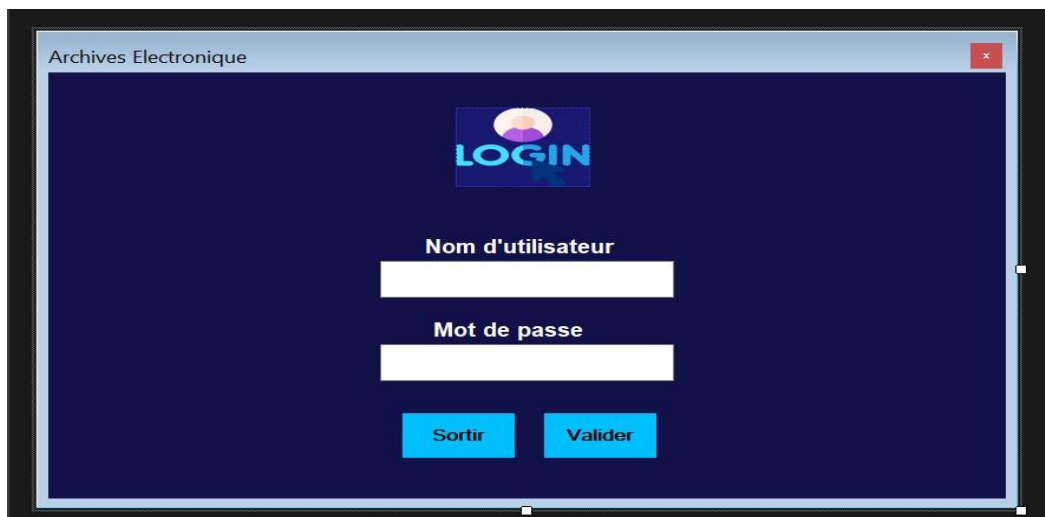 Archives Electronique
x
LOGIN
Nom d'utilisateur
Mot de passe
Sortir
Valider